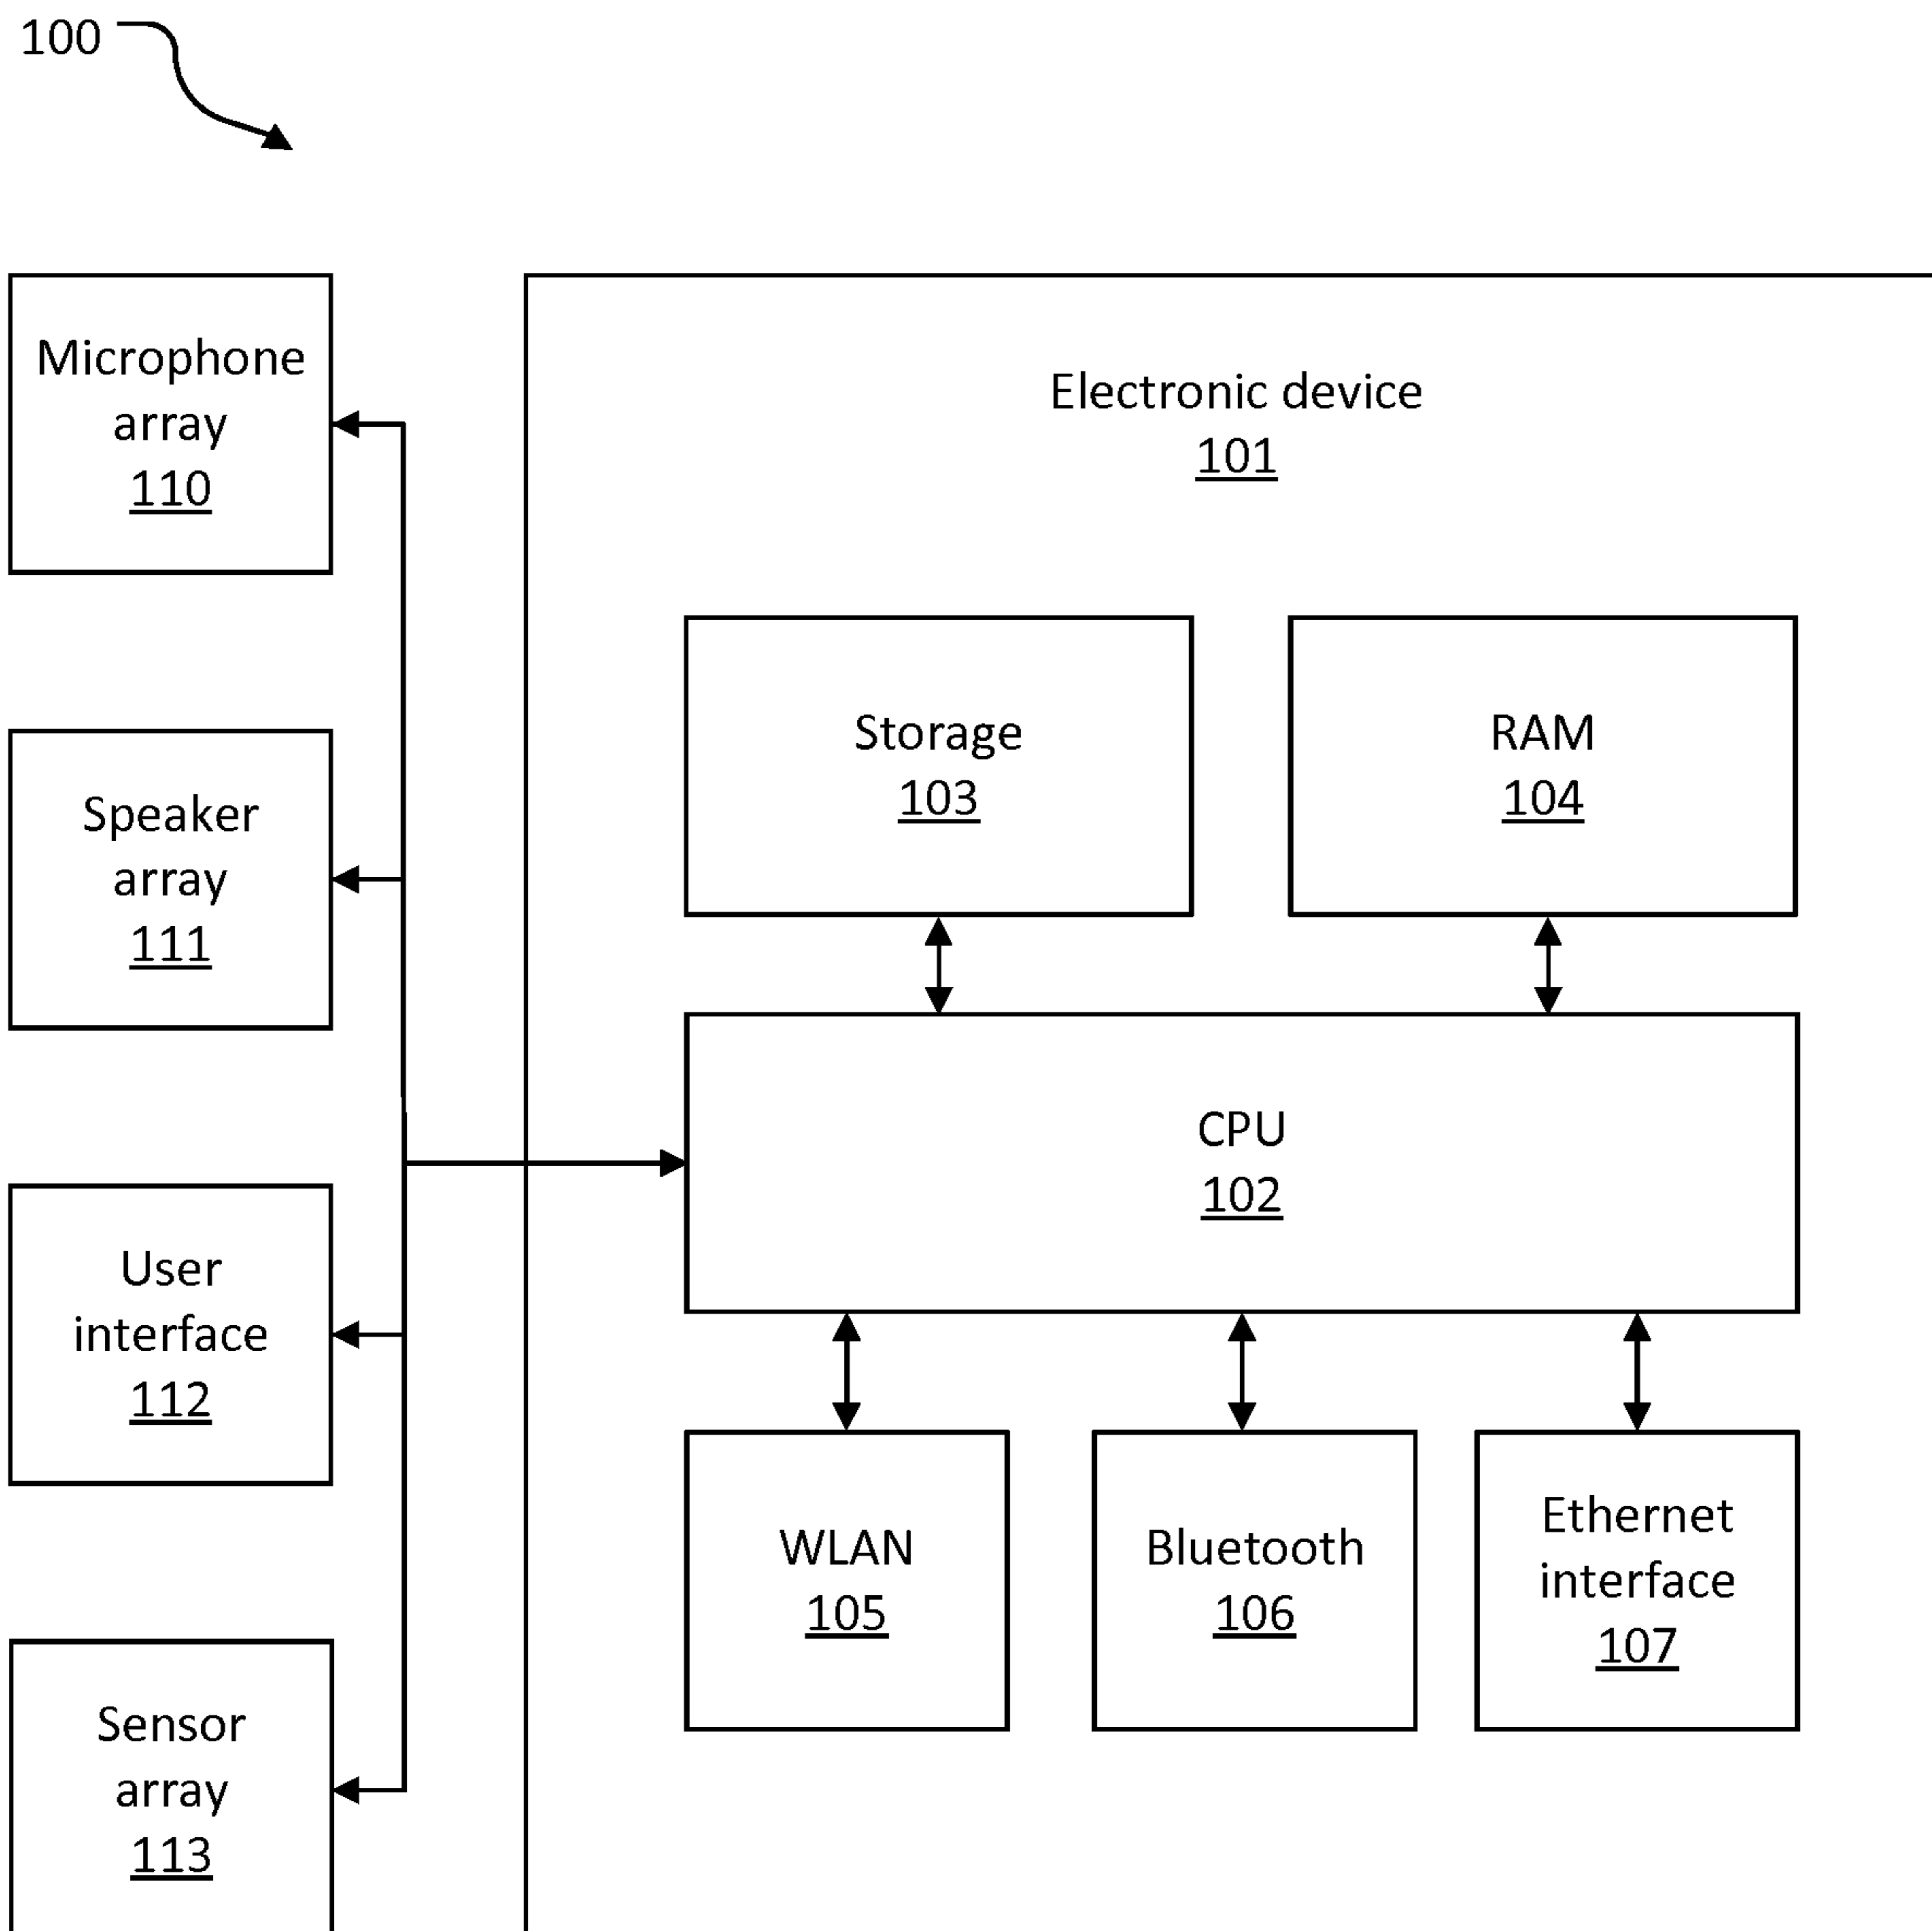 100
Microphone
array
110
Electronic device
101
Storage
103
RAM
104
Speaker
array
111
CPU
102
User
interface
112
WLAN
105
Bluetooth
106
Ethernet
interface
107
Sensor
array
113